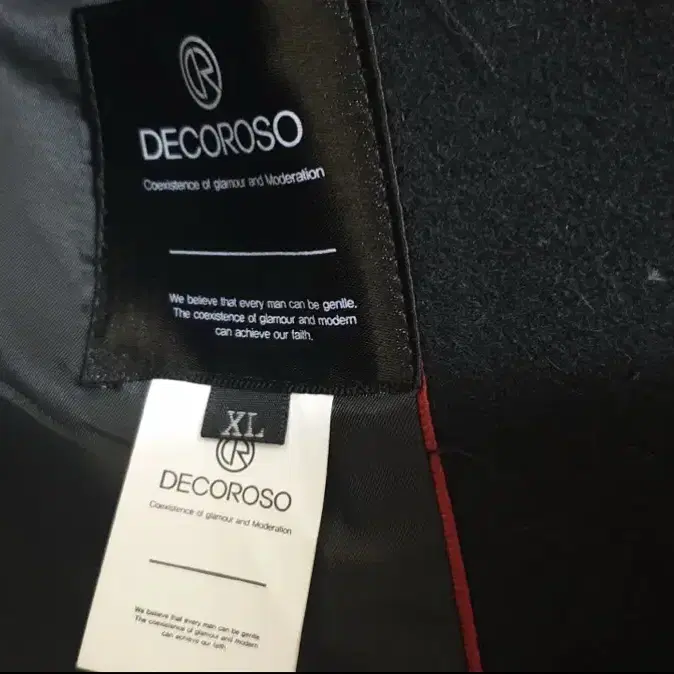 DECOROSO
Coexistence of glamour and Moderation
We believe that every man can be gentle.
The coexistence of glamour and modern
can achieve our faith.
XL
DECOROSO
Coexistence of glamour and Moderation
We believe that every man can be gentle.
The coexistence of glamour and modern
can achieve our faith.